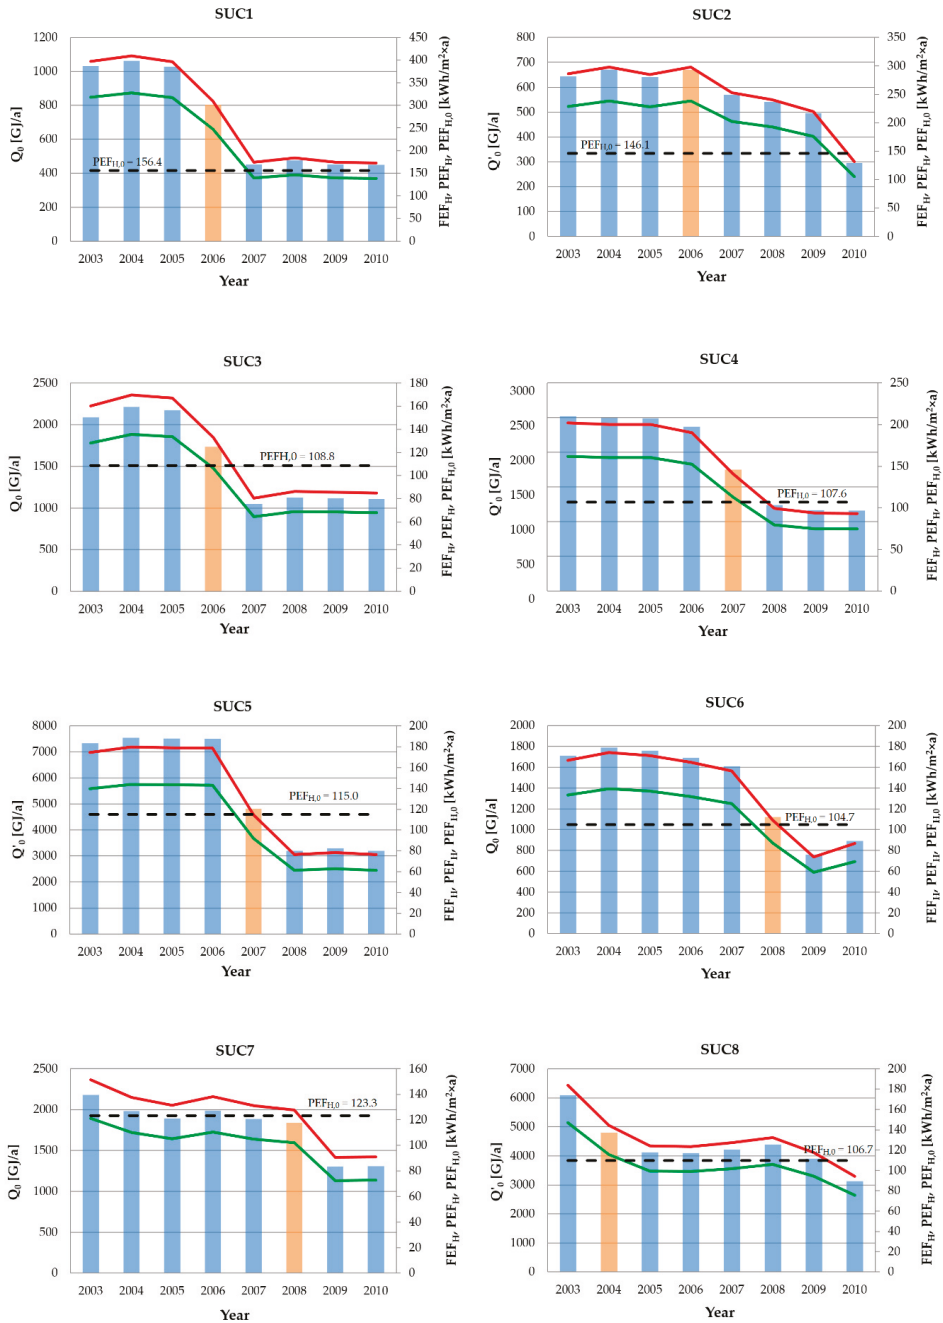 SUC1
Q0 [GJ/a]
1200
1000
800
600
400
200
0
PEFH,0 = 156.4
450
400
350
300
250
200
150
100
50
0
FEFH, PEFH, PEFH,0 [kWh/m²×a]
2003 2004 2005 2006 2007 2008 2009 2010
Year
SUC2
Q'0 [GJ/a]
800
700
600
500
400
300
200
100
0
PEFH,0 = 146.1
350
300
250
200
150
100
50
0
FEFH, PEFH, PEFH,0 [kWh/m²×a]
2003 2004 2005 2006 2007 2008 2009 2010
Year
SUC3
Q0 [GJ/a]
2500
2000
1500
1000
500
0
PEFH,0 = 108.8
180
160
140
120
100
80
60
40
20
0
FEFH, PEFH, PEFH,0 [kWh/m²×a]
2003 2004 2005 2006 2007 2008 2009 2010
Year
SUC4
Q'0 [GJ/a]
3000
2500
2000
1500
1000
500
0
PEFH,0 = 107.6
250
200
150
100
50
0
FEFH, PEFH, PEFH,0 [kWh/m²×a]
2003 2004 2005 2006 2007 2008 2009 2010
Year
SUC5
Q'0 [GJ/a]
8000
7000
6000
5000
4000
3000
2000
1000
0
PEFH,0 = 115.0
200
180
160
140
120
100
80
60
40
20
0
FEFH, PEFH, PEFH,0 [kWh/m²×a]
2003 2004 2005 2006 2007 2008 2009 2010
Year
SUC6
Q0 [GJ/a]
2000
1800
1600
1400
1200
1000
800
600
400
200
0
PEFH,0 = 104.7
200
180
160
140
120
100
80
60
40
20
0
FEFH, PEFH, PEFH,0 [kWh/m²×a]
2003 2004 2005 2006 2007 2008 2009 2010
Year
SUC7
Q0 [GJ/a]
2500
2000
1500
1000
500
0
PEFH,0 = 123.3
160
140
120
100
80
60
40
20
0
FEFH, PEFH, PEFH,0 [kWh/m²×a]
2003 2004 2005 2006 2007 2008 2009 2010
Year
SUC8
Q'0 [GJ/a]
7000
6000
5000
4000
3000
2000
1000
0
PEFH,0 = 106.7
200
180
160
140
120
100
80
60
40
20
0
FEFH, PEFH, PEFH,0 [kWh/m²×a]
2003 2004 2005 2006 2007 2008 2009 2010
Year